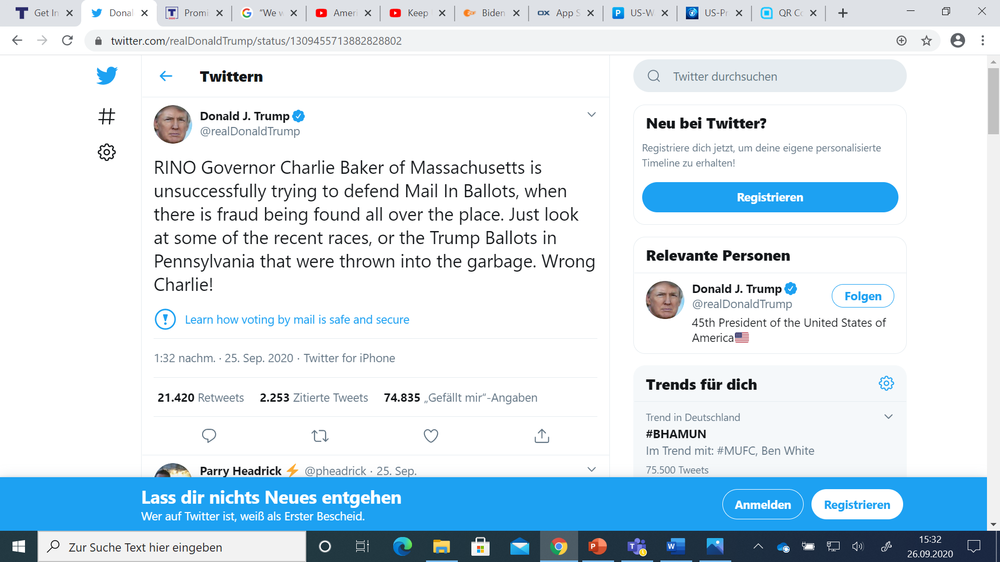 Get In
Donal
Promi
"We w
Ameri
Keep
Biden
App S
US-W
US-Pr
QR Co
twitter.com/realDonaldTrump/status/1309455713882828802
Twittern
Donald J. Trump
@realDonaldTrump
RINO Governor Charlie Baker of Massachusetts is
unsuccessfully trying to defend Mail In Ballots, when
there is fraud being found all over the place. Just look
at some of the recent races, or the Trump Ballots in
Pennsylvania that were thrown into the garbage. Wrong
Charlie!
Learn how voting by mail is safe and secure
1:32 nachm. · 25. Sep. 2020 · Twitter for iPhone
21.420 Retweets 2.253 Zitierte Tweets 74.835 „Gefällt mir“-Angaben
Parry Headrick ⚡ @pheadrick · 25. Sep.
Twitter durchsuchen
Neu bei Twitter?
Registriere dich jetzt, um deine eigene personalisierte
Timeline zu erhalten!
Registrieren
Relevante Personen
Donald J. Trump
@realDonaldTrump
Folgen
45th President of the United States of
America🇺🇸
Trends für dich
Trend in Deutschland
#BHAMUN
Im Trend mit: #MUFC, Ben White
75.500 Tweets
Lass dir nichts Neues entgehen
Wer auf Twitter ist, weiß als Erster Bescheid.
Anmelden
Registrieren
Zur Suche Text hier eingeben
15:32
26.09.2020